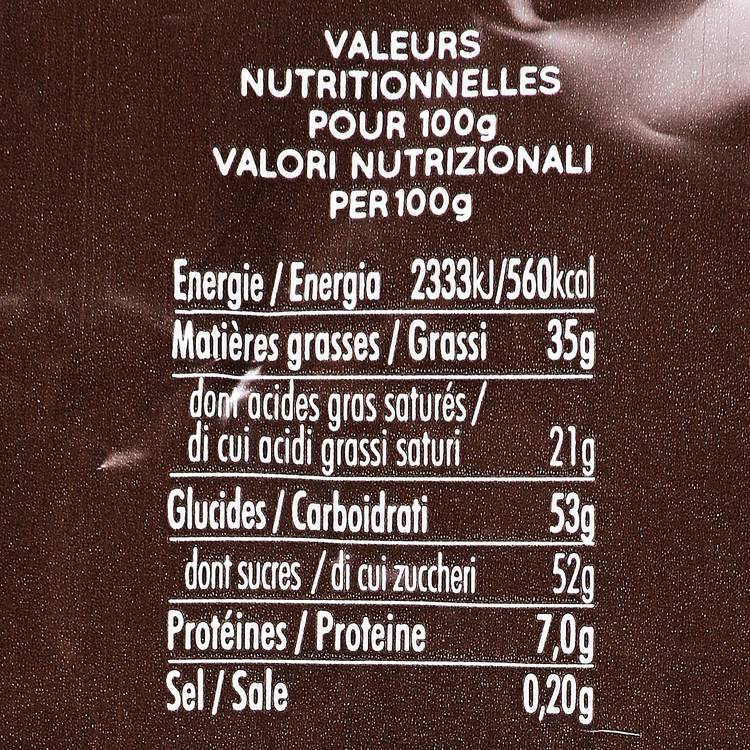 VALEURS
NUTRITIONNELLES
POUR 100g
VALORI NUTRIZIONALI
PER 100g
Energie / Energia 2333kJ/560kcal
Matières grasses / Grassi 35g
dont acides gras saturés /
di cui acidi grassi saturi 21g
Glucides / Carboidrati 53g
dont sucres / di cui zuccheri 52g
Protéines / Proteine 7,0g
Sel / Sale 0,20g